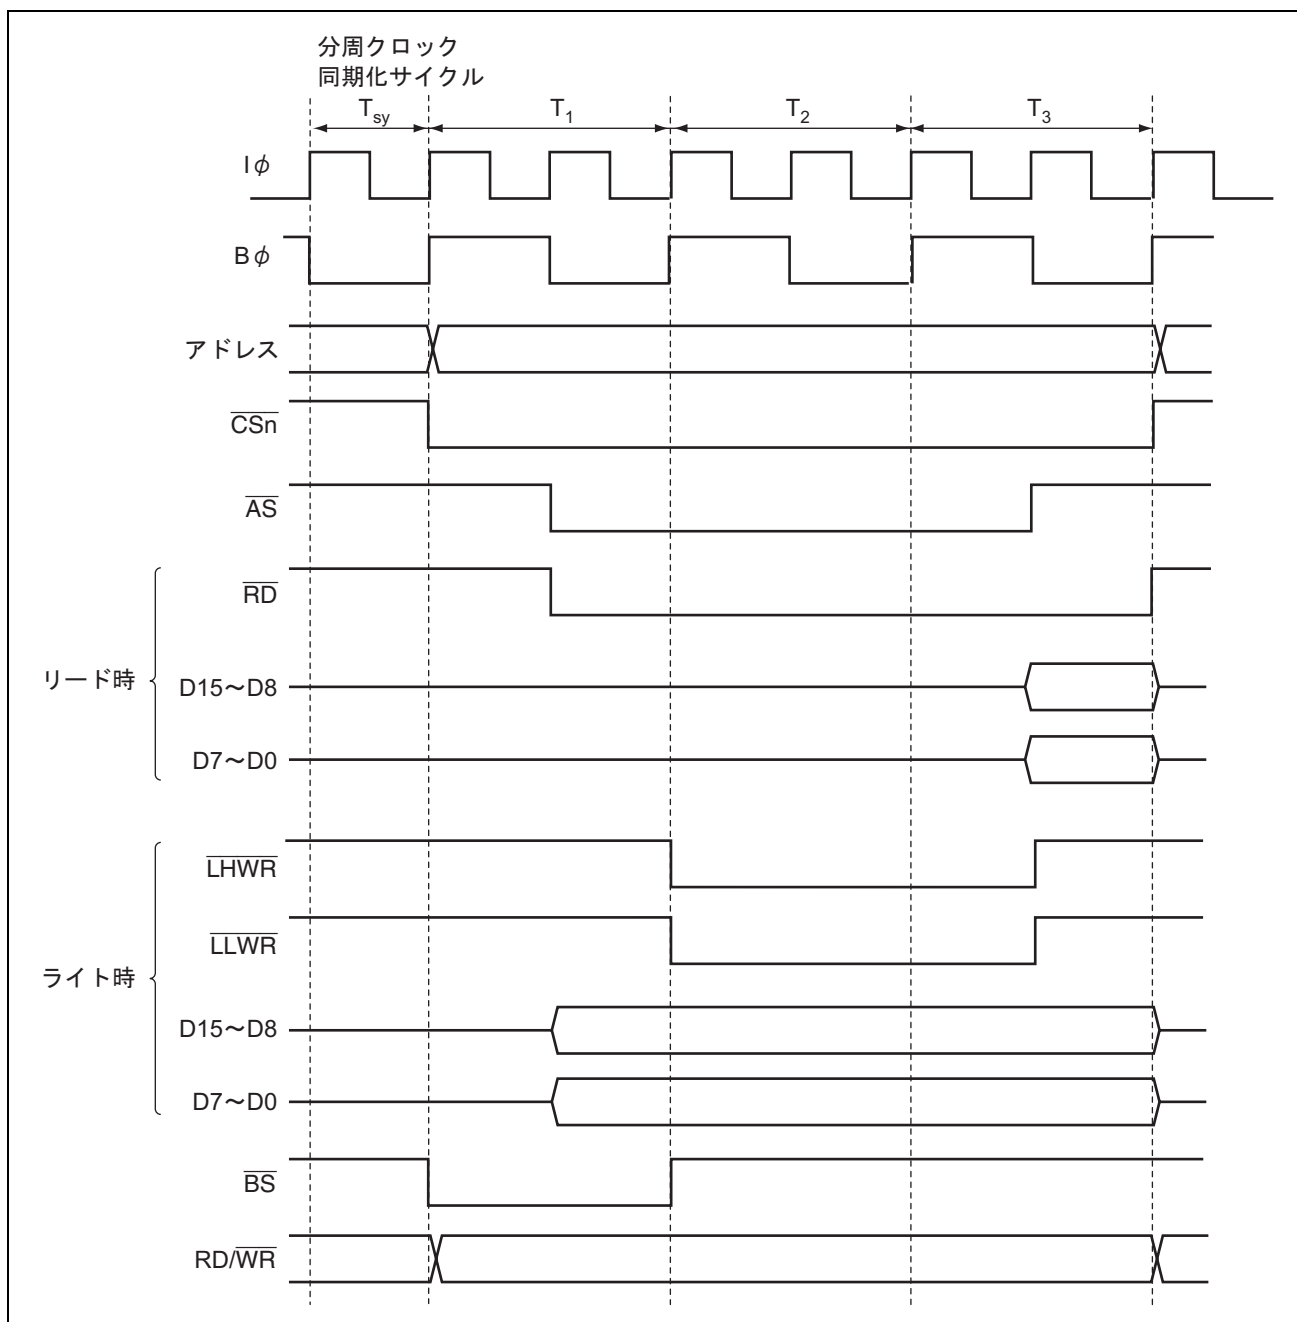 分周クロック
同期化サイクル
Tsy T1 T2 T3
Iφ
Bφ
アドレス
CSn
AS
RD
リード時
D15～D8
D7～D0
LHWR
LLWR
ライト時
D15～D8
D7～D0
BS
RD/WR